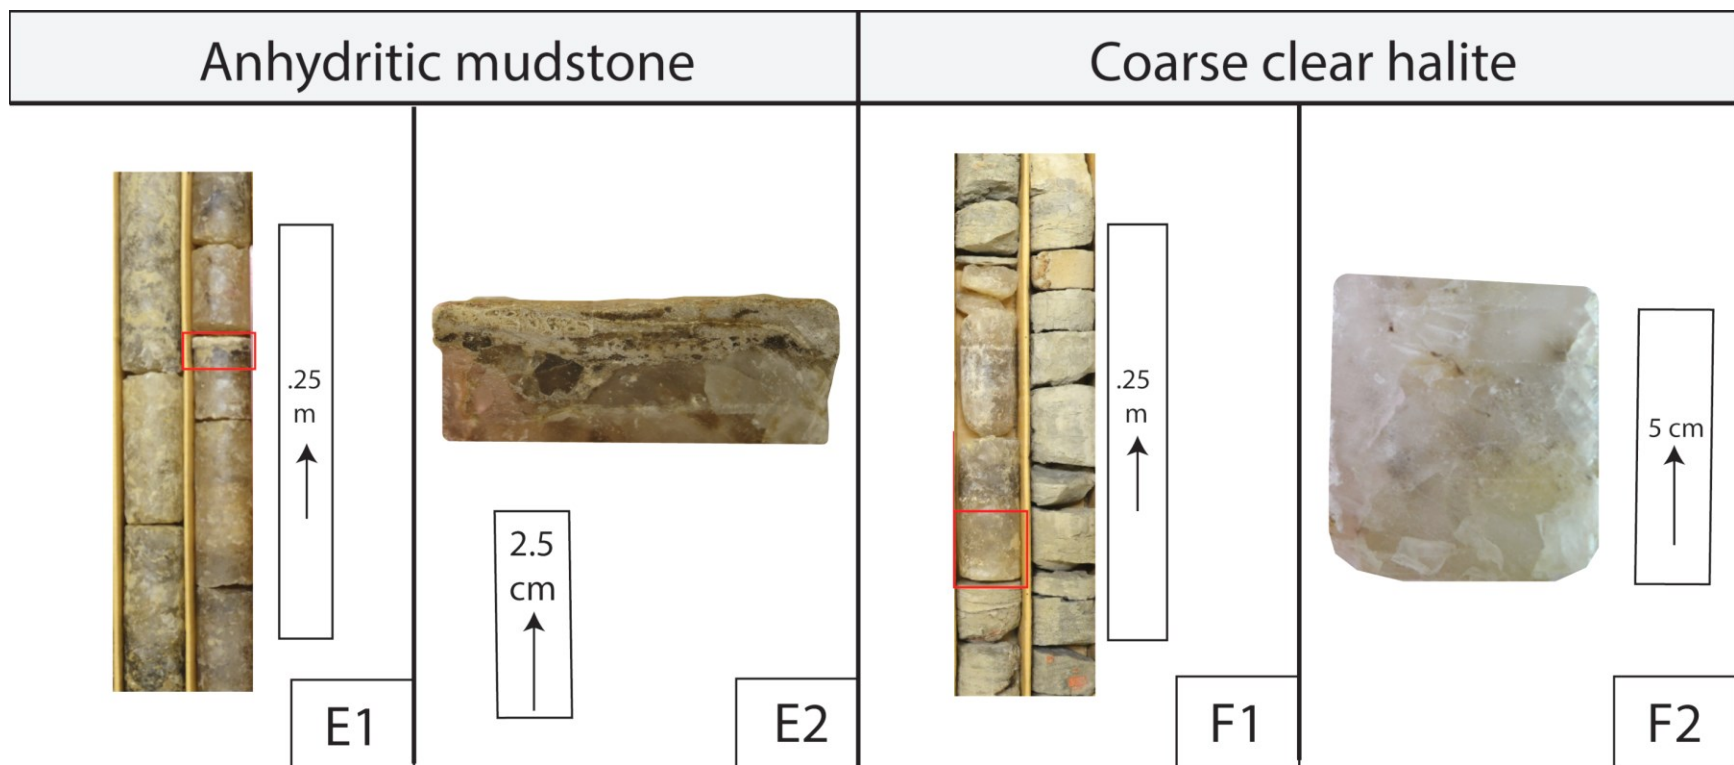 Anhydritic mudstone
Coarse clear halite
.25
m
E1
2.5
cm
E2
.25
m
F1
5 cm
F2